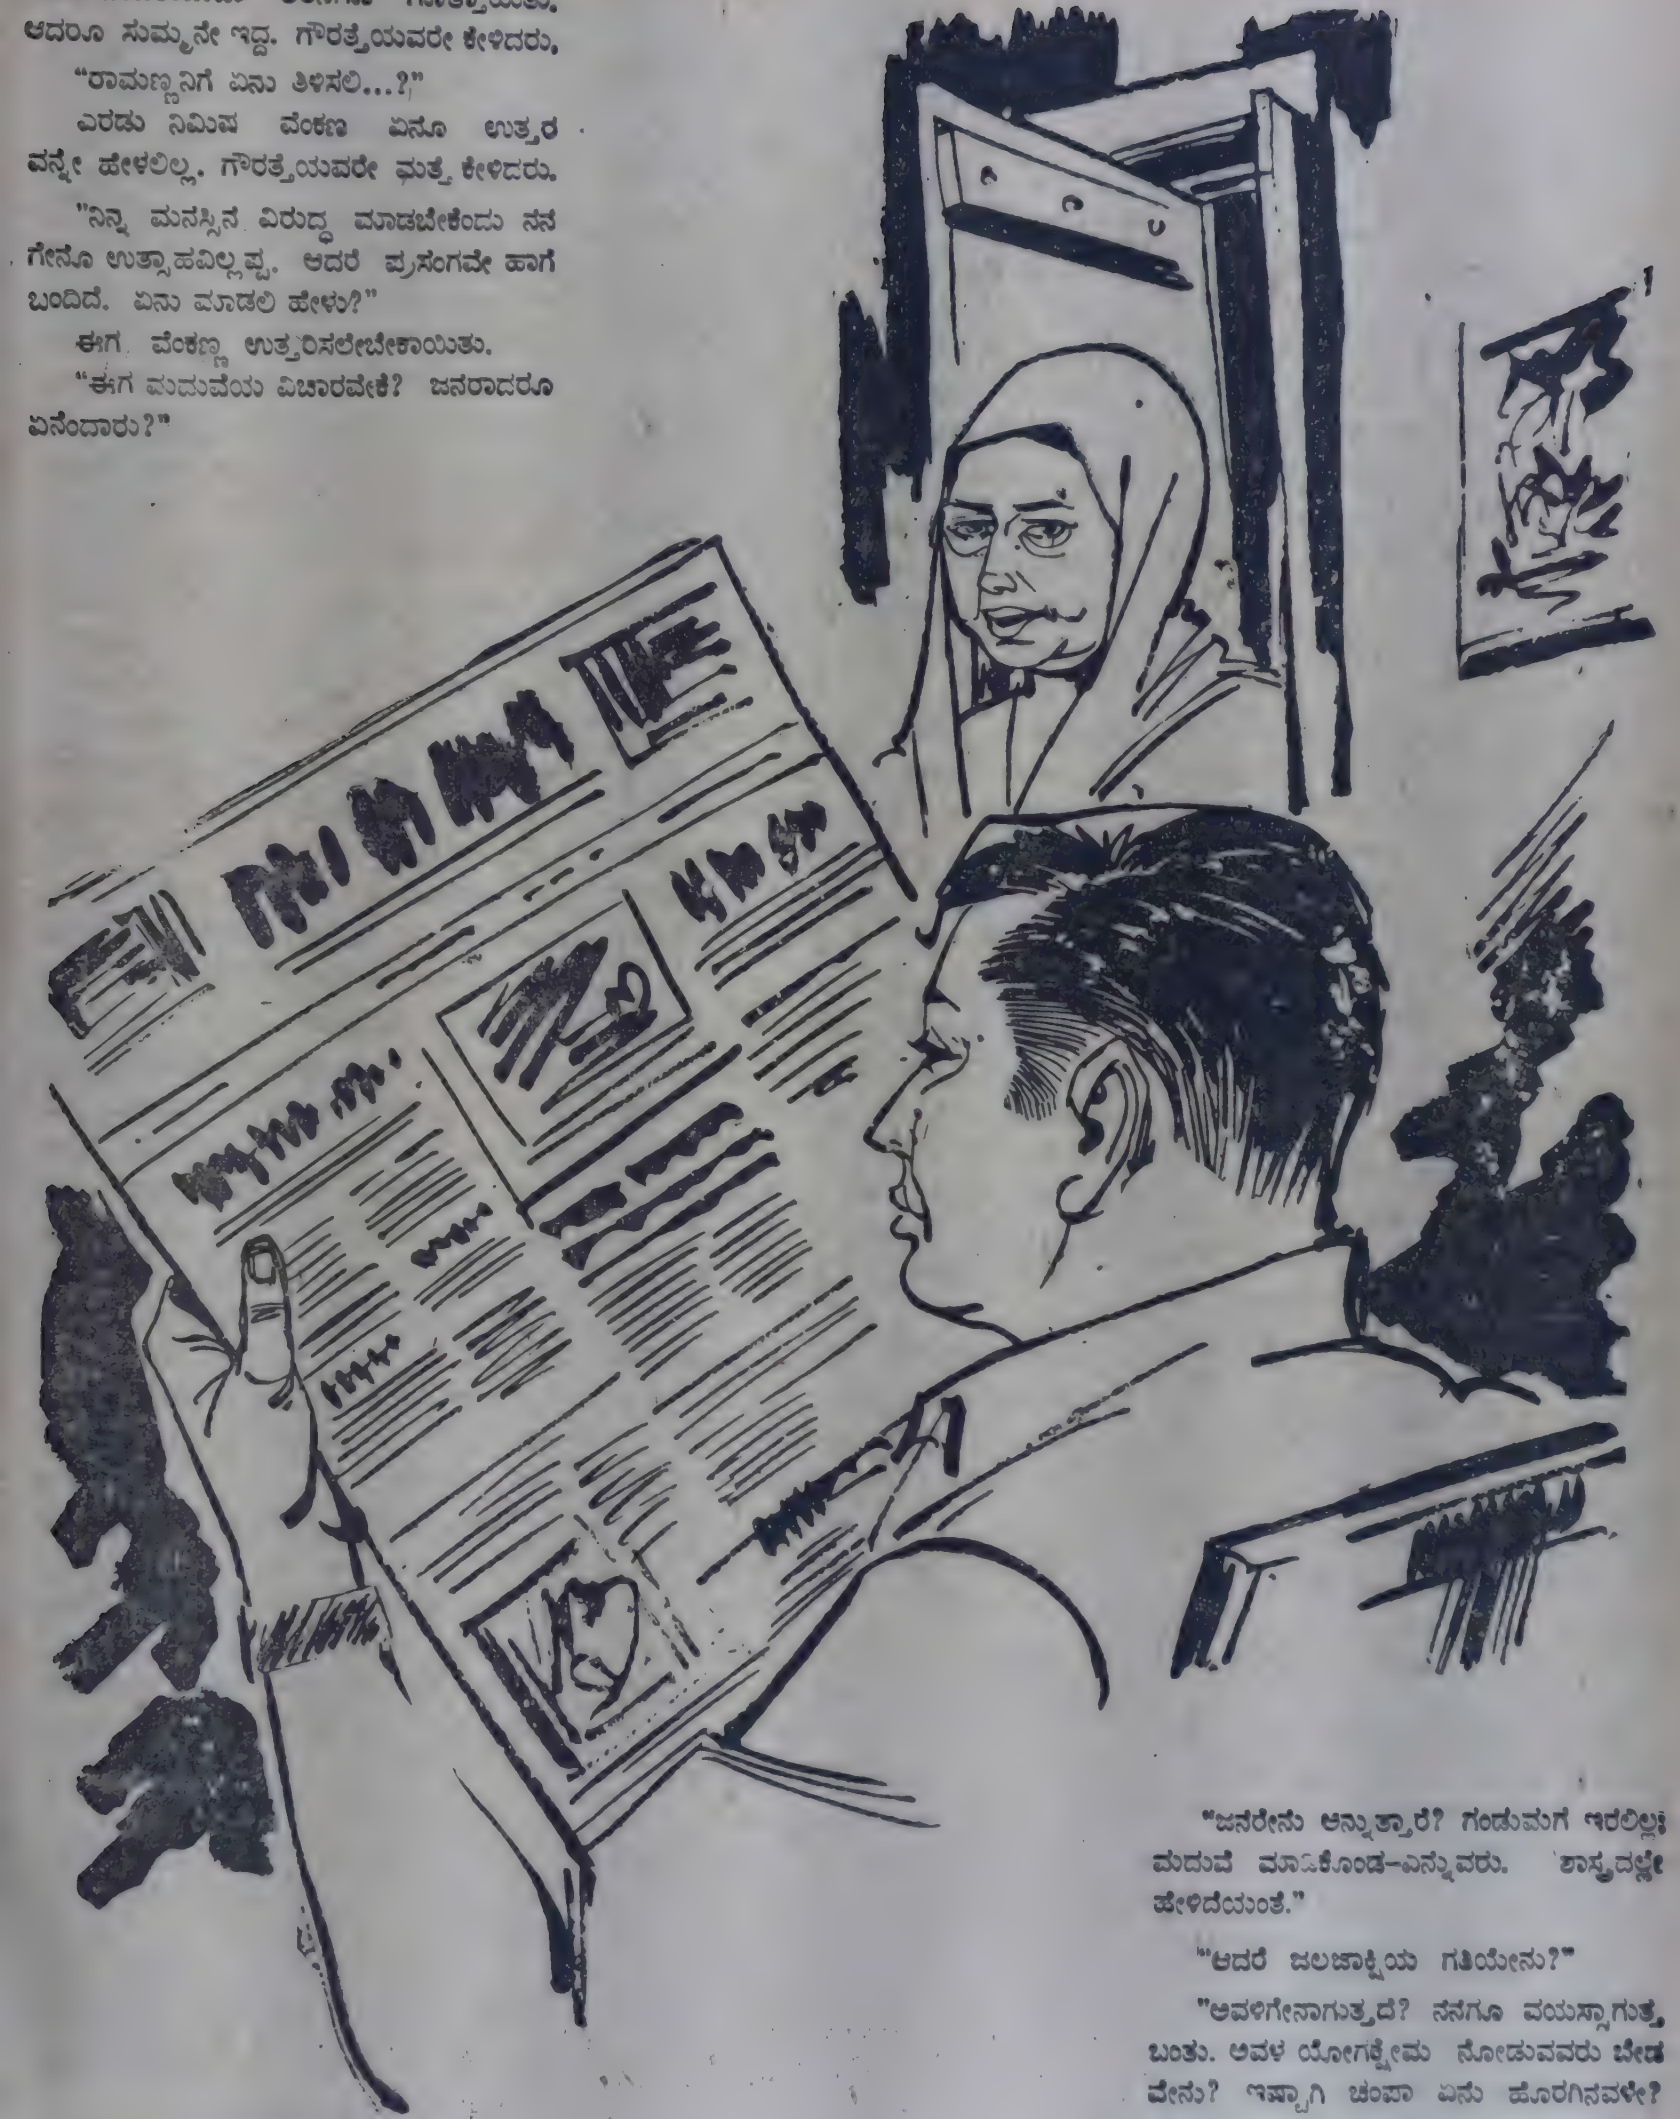 ಆದರೂ ಸುಮ್ಮನೇ ಇದ್ದ. ಗೌರತ್ತೆಯವರೇ ಕೇಳಿದರು,
“ರಾಮಣ್ಣನಿಗೆ ಏನು ತಿಳಿಸಲಿ...?”
ಎರಡು ನಿಮಿಷ ವೆಂಕಣ ಏನೂ ಉತ್ತರ
ವನ್ನೇ ಹೇಳಲಿಲ್ಲ. ಗೌರತ್ತೆಯವರೇ ಮತ್ತೆ ಕೇಳಿದರು.
"ನಿನ್ನ ಮನಸ್ಸಿನ ವಿರುದ್ಧ ಮಾಡಬೇಕೆಂದು ನನ
ಗೇನೂ ಉತ್ಸಾಹವಿಲ್ಲಪ್ಪ. ಆದರೆ ಪ್ರಸಂಗವೇ ಹಾಗೆ
ಬಂದಿದೆ. ಏನು ಮಾಡಲಿ ಹೇಳು?”
ಈಗ ವೆಂಕಣ್ಣ ಉತ್ತರಿಸಲೇಬೇಕಾಯಿತು.
“ಈಗ ಮದುವೆಯ ವಿಚಾರವೇಕೆ? ಜನರಾದರೂ
ಏನೆಂದಾರು?”
“ಜನರೇನು ಅನ್ನುತ್ತಾರೆ? ಗಂಡುಮಗ ಇರಲಿಲ್ಲ;
ಮದುವೆ ಮಾಡಿಕೊಂಡ-ಎನ್ನುವರು. ಶಾಸ್ತ್ರದಲ್ಲೇ
ಹೇಳಿದೆಯಂತೆ.”
“ಆದರೆ ಜಲಜಾಕ್ಷಿಯ ಗತಿಯೇನು?”
"ಅವಳಿಗೇನಾಗುತ್ತದೆ? ನನಗೂ ವಯಸ್ಸಾಗುತ್ತ
ಬಂತು. ಅವಳ ಯೋಗಕ್ಷೇಮ ನೋಡುವವರು ಬೇಡ
ವೇನು? ಇಷ್ಟಾಗಿ ಚಂಪಾ ಏನು ಹೊರಗಿನವಳೇ?